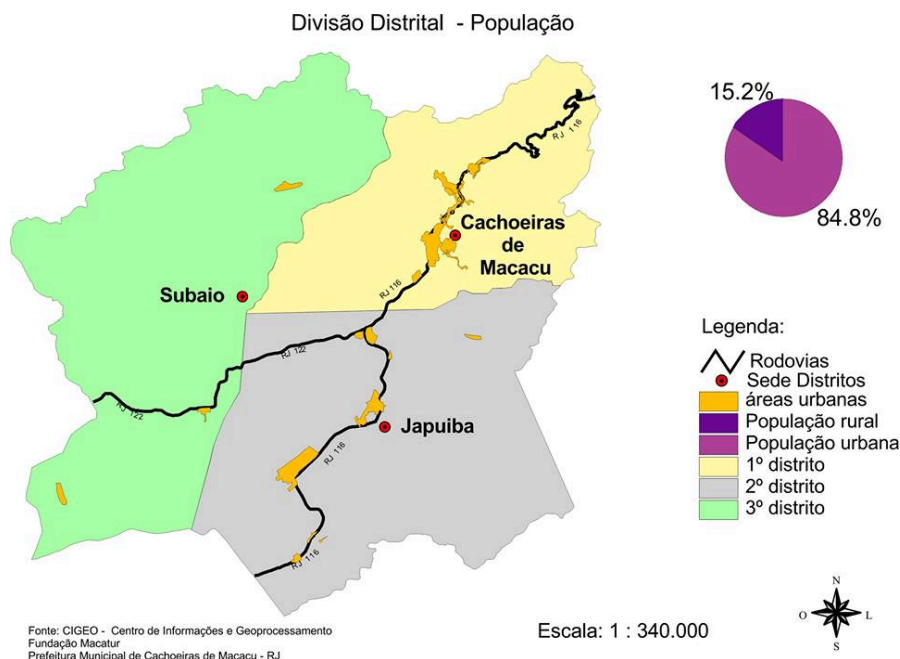 Divisão Distrital - População
15.2%
84.8%
RJ 116
Cachoeiras
de
Macacu
RJ 116
Subaio
RJ 122
RJ 122
Japuiba
RJ 116
RJ 116
Legenda:
Rodovias
Sede Distritos
áreas urbanas
População rural
População urbana
1º distrito
2º distrito
3º distrito
N
O
L
S
Escala: 1 : 340.000
Fonte: CIGEO - Centro de Informações e Geoprocessamento
Fundação Macatur
Prefeitura Municipal de Cachoeiras de Macacu - RJ